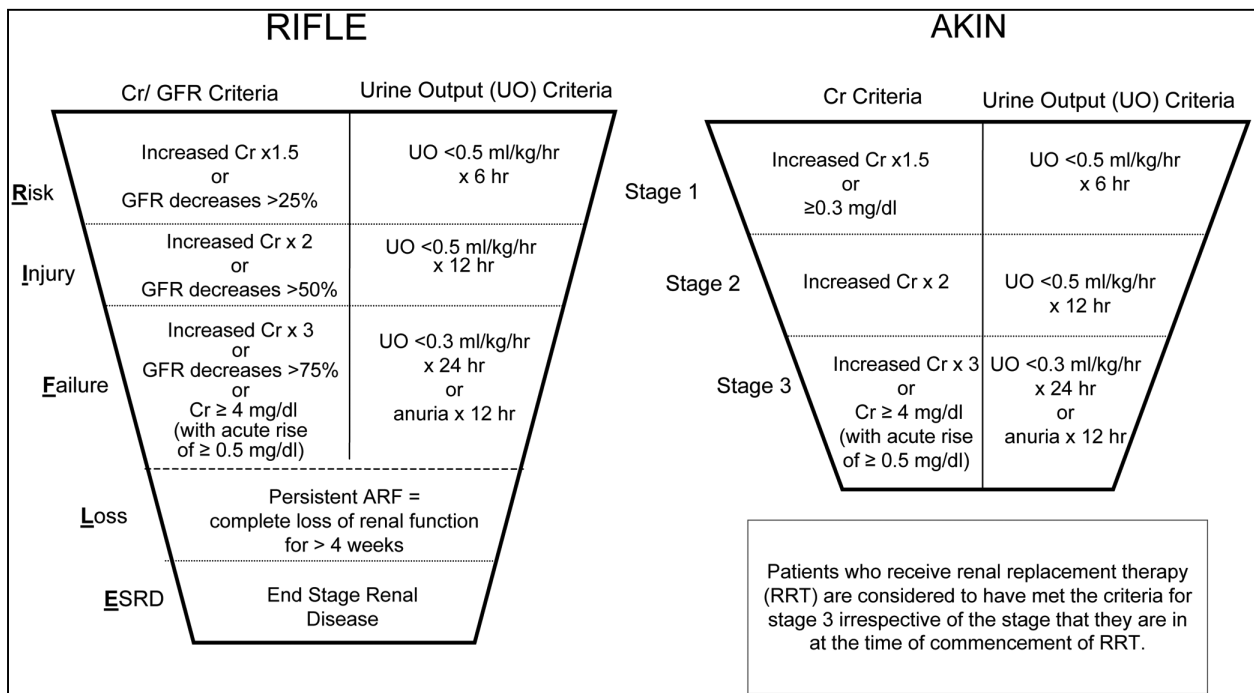 RIFLE
Cr/ GFR Criteria
Urine Output (UO) Criteria
Risk
Increased Cr x1.5
or
GFR decreases >25%
UO <0.5 ml/kg/hr
x 6 hr
Injury
Increased Cr x 2
or
GFR decreases >50%
UO <0.5 ml/kg/hr
x 12 hr
Failure
Increased Cr x 3
or
GFR decreases >75%
or
Cr ≥ 4 mg/dl
(with acute rise
of ≥ 0.5 mg/dl)
UO <0.3 ml/kg/hr
x 24 hr
or
anuria x 12 hr
Loss
Persistent ARF =
complete loss of renal function
for > 4 weeks
ESRD
End Stage Renal
Disease
AKIN
Cr Criteria
Urine Output (UO) Criteria
Stage 1
Increased Cr x1.5
or
≥0.3 mg/dl
UO <0.5 ml/kg/hr
x 6 hr
Stage 2
Increased Cr x 2
UO <0.5 ml/kg/hr
x 12 hr
Stage 3
Increased Cr x 3
or
Cr ≥ 4 mg/dl
(with acute rise
of ≥ 0.5 mg/dl)
UO <0.3 ml/kg/hr
x 24 hr
or
anuria x 12 hr
Patients who receive renal replacement therapy
(RRT) are considered to have met the criteria for
stage 3 irrespective of the stage that they are in
at the time of commencement of RRT.